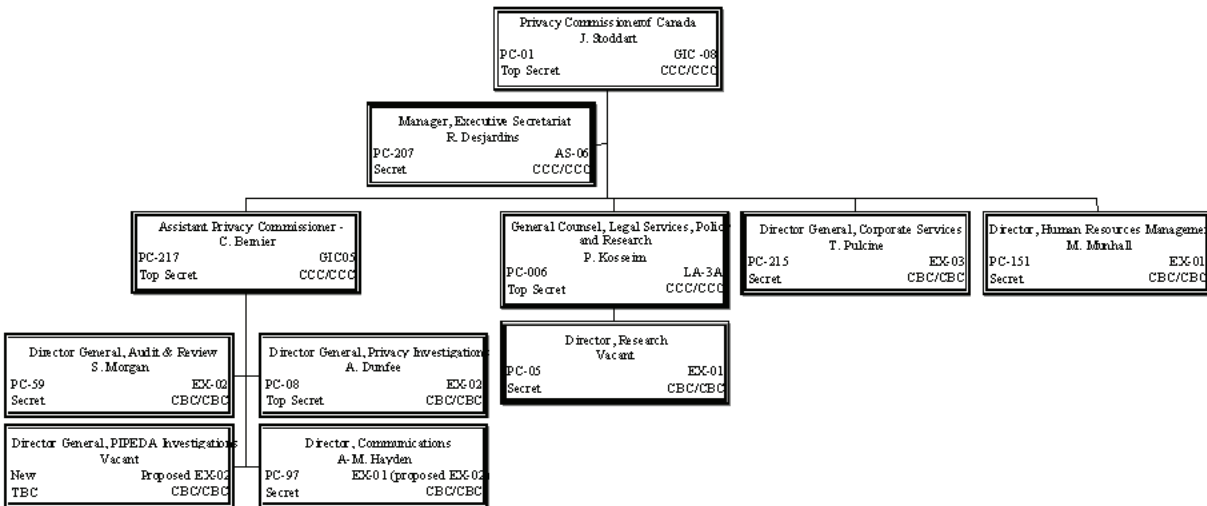 Privacy Commissionerof Canada
J. Stoddart
PC-01 GIC -08
Top Secret CCC/CCC
Manager, Executive Secretariat
R. Desjardins
PC-207 AS-06
Secret CCC/CCC
Assistant Privacy Commissioner -
C. Bernier
PC-217 GIC05
Top Secret CCC/CCC
General Counsel, Legal Services, Policy
and Research
P. Kosseim
PC-006 LA-3A
Top Secret CCC/CCC
Director General, Corporate Services
T. Pulcine
PC-215 EX-03
Secret CBC/CBC
Director, Human Resources Manageme
M. Munhall
PC-151 EX-01
Secret CBC/CBC
Director General, Audit & Review
S. Morgan
PC-59 EX-02
Secret CBC/CBC
Director General, Privacy Investigations
A. Dunfee
PC-08 EX-02
Top Secret CBC/CBC
Director, Research
Vacant
PC-05 EX-01
Secret CBC/CBC
Director General, PIPEDA Investigations
Vacant
New Proposed EX-02
TBC CBC/CBC
Director, Communications
A-M. Hayden
PC-97 EX-01 (proposed EX-02)
Secret CBC/CBC